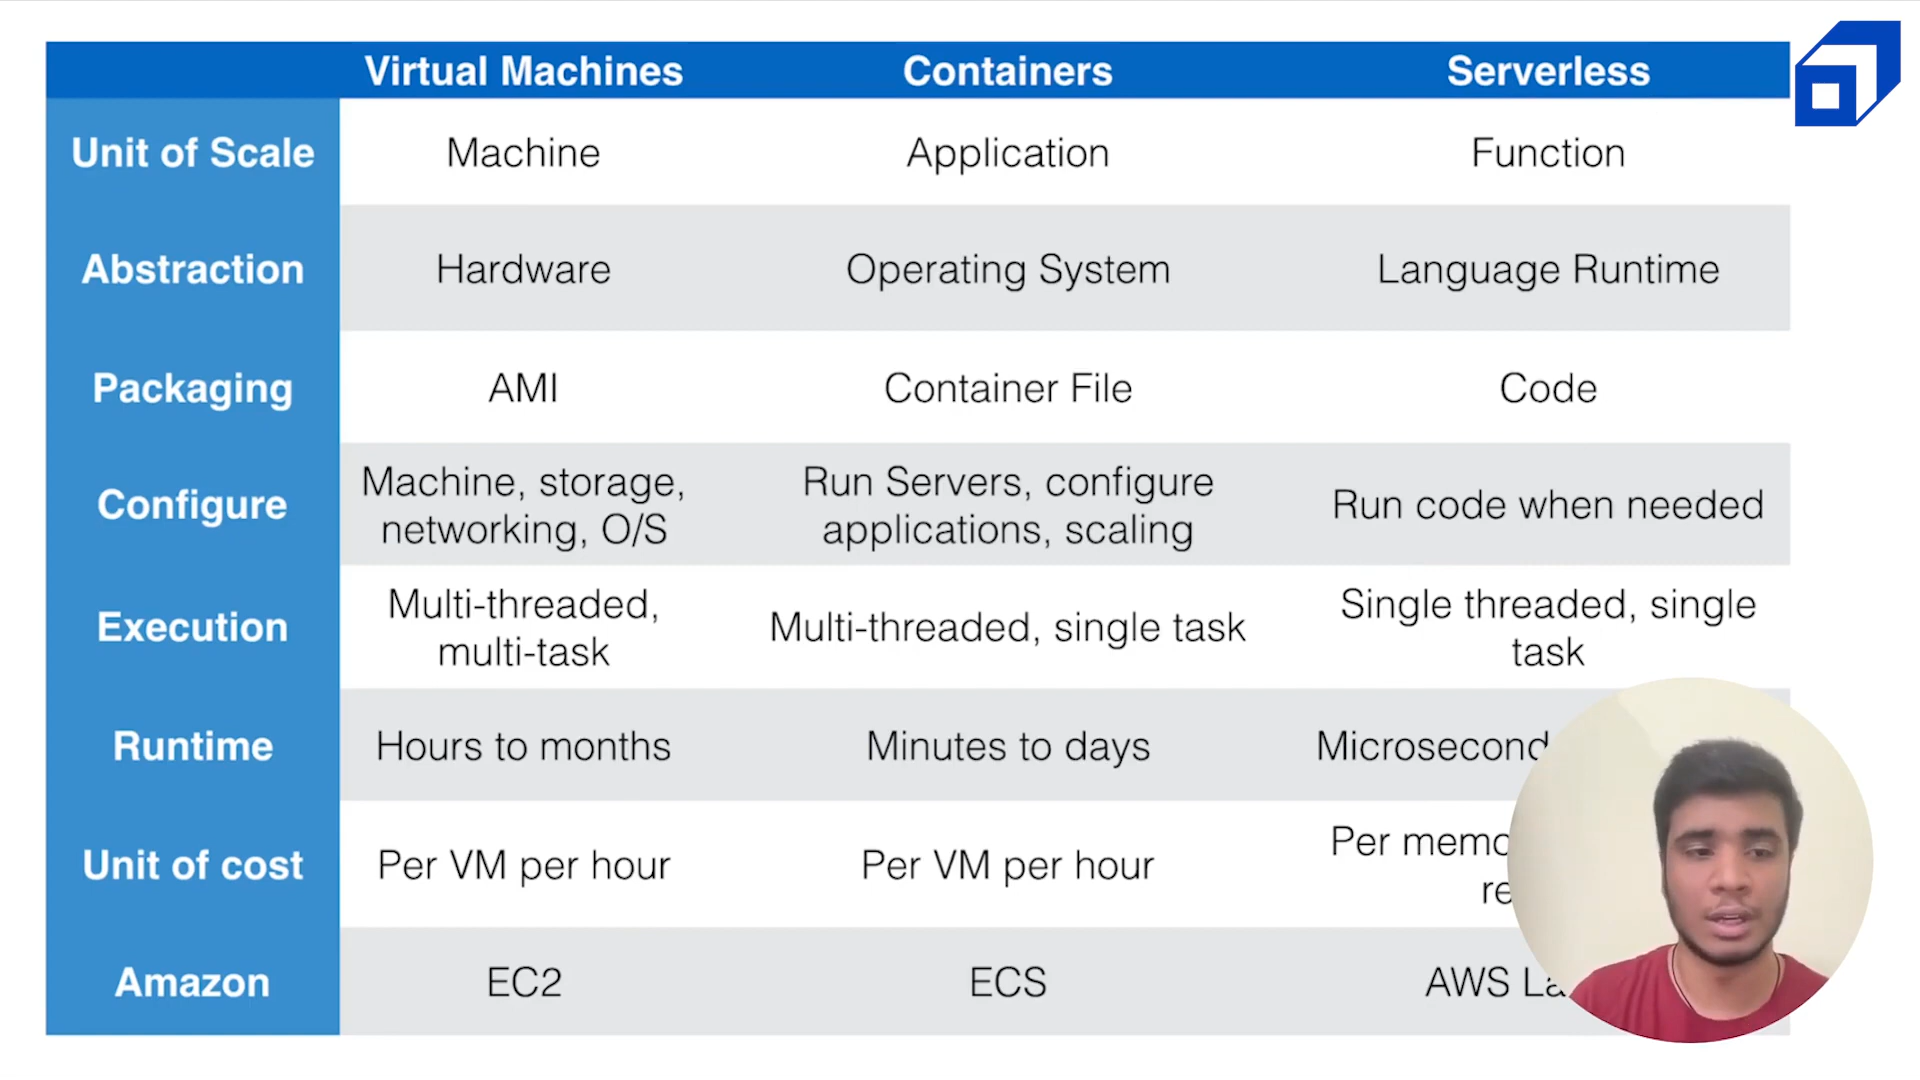 Virtual Machines Containers Serverless
Unit of Scale Machine Application Function
Abstraction Hardware Operating System Language Runtime
Packaging AMI Container File Code
Configure Machine, storage, networking, O/S Run Servers, configure applications, scaling Run code when needed
Execution Multi-threaded, multi-task Multi-threaded, single task Single threaded, single task
Runtime Hours to months Minutes to days
Unit of cost Per VM per hour Per VM per hour Per
Amazon EC2 ECS AWS